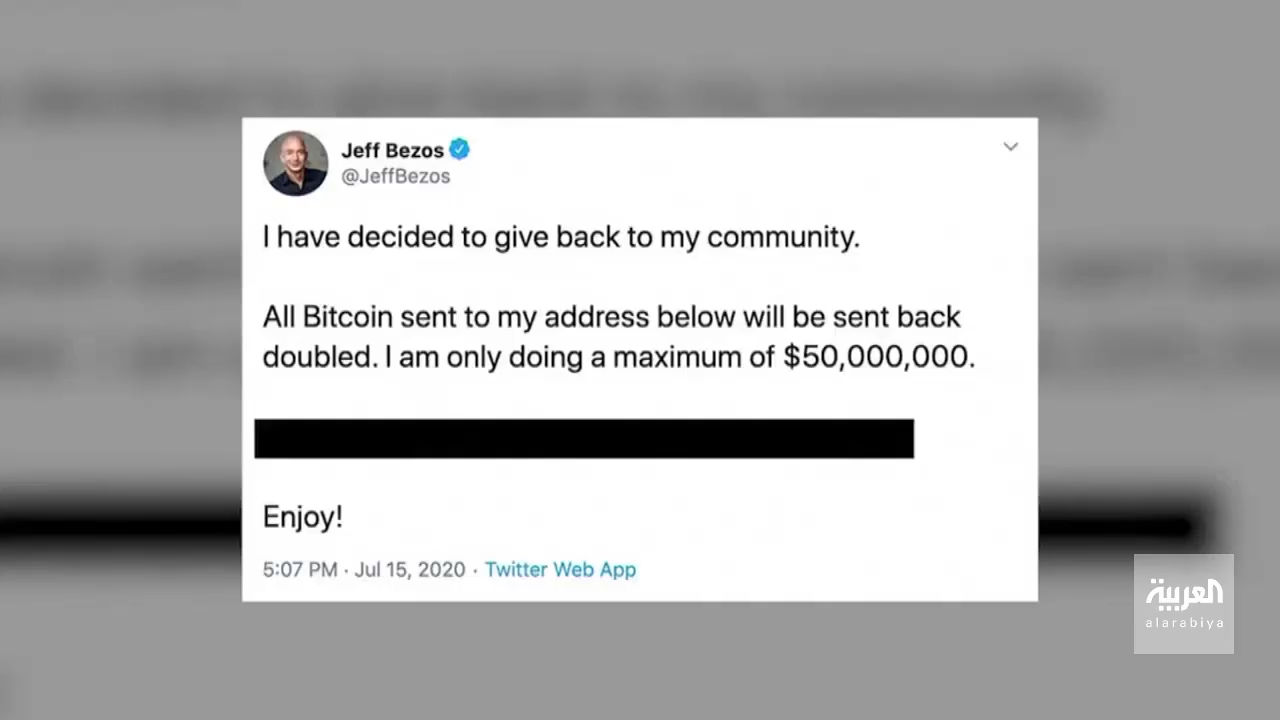 Jeff Bezos
@JeffBezos
I have decided to give back to my community.
All Bitcoin sent to my address below will be sent back
doubled. I am only doing a maximum of $50,000,000.
Enjoy!
5:07 PM · Jul 15, 2020 · Twitter Web App
العربية
alarabiya